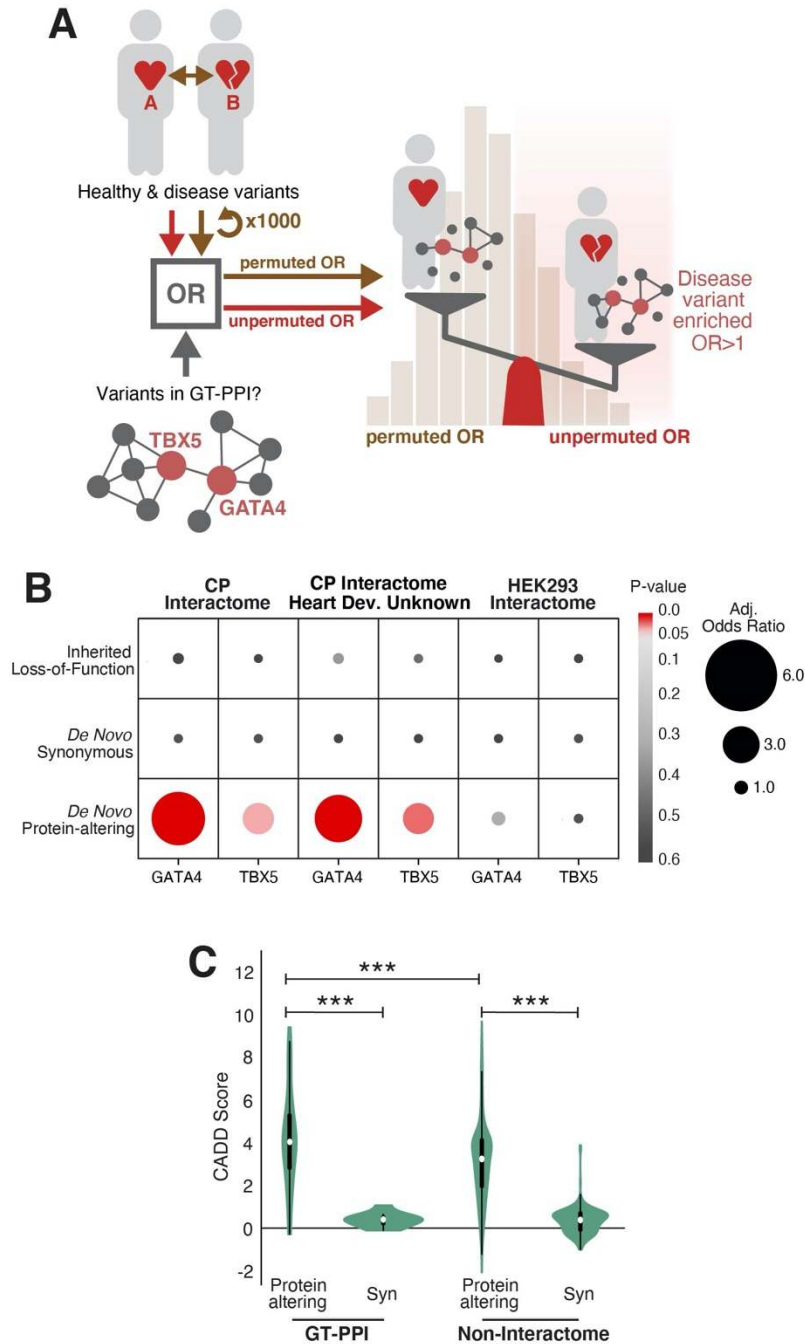 A
A
B
Healthy & disease variants
x1000
OR
permuted OR
unpermuted OR
Variants in GT-PPI?
TBX5
GATA4
Disease
variant
enriched
OR>1
permuted OR
unpermuted OR
B
CP
Interactome
CP Interactome
Heart Dev. Unknown
HEK293
Interactome
Inherited
Loss-of-Function
De Novo
Synonymous
De Novo
Protein-altering
GATA4
TBX5
GATA4
TBX5
GATA4
TBX5
P-value
0.0
0.05
0.1
0.2
0.3
0.4
0.5
0.6
Adj.
Odds Ratio
6.0
3.0
1.0
C
CADD Score
12
10
8
6
4
2
0
-2
***
***
***
Protein
altering
Syn
Protein
altering
Syn
GT-PPI
Non-Interactome